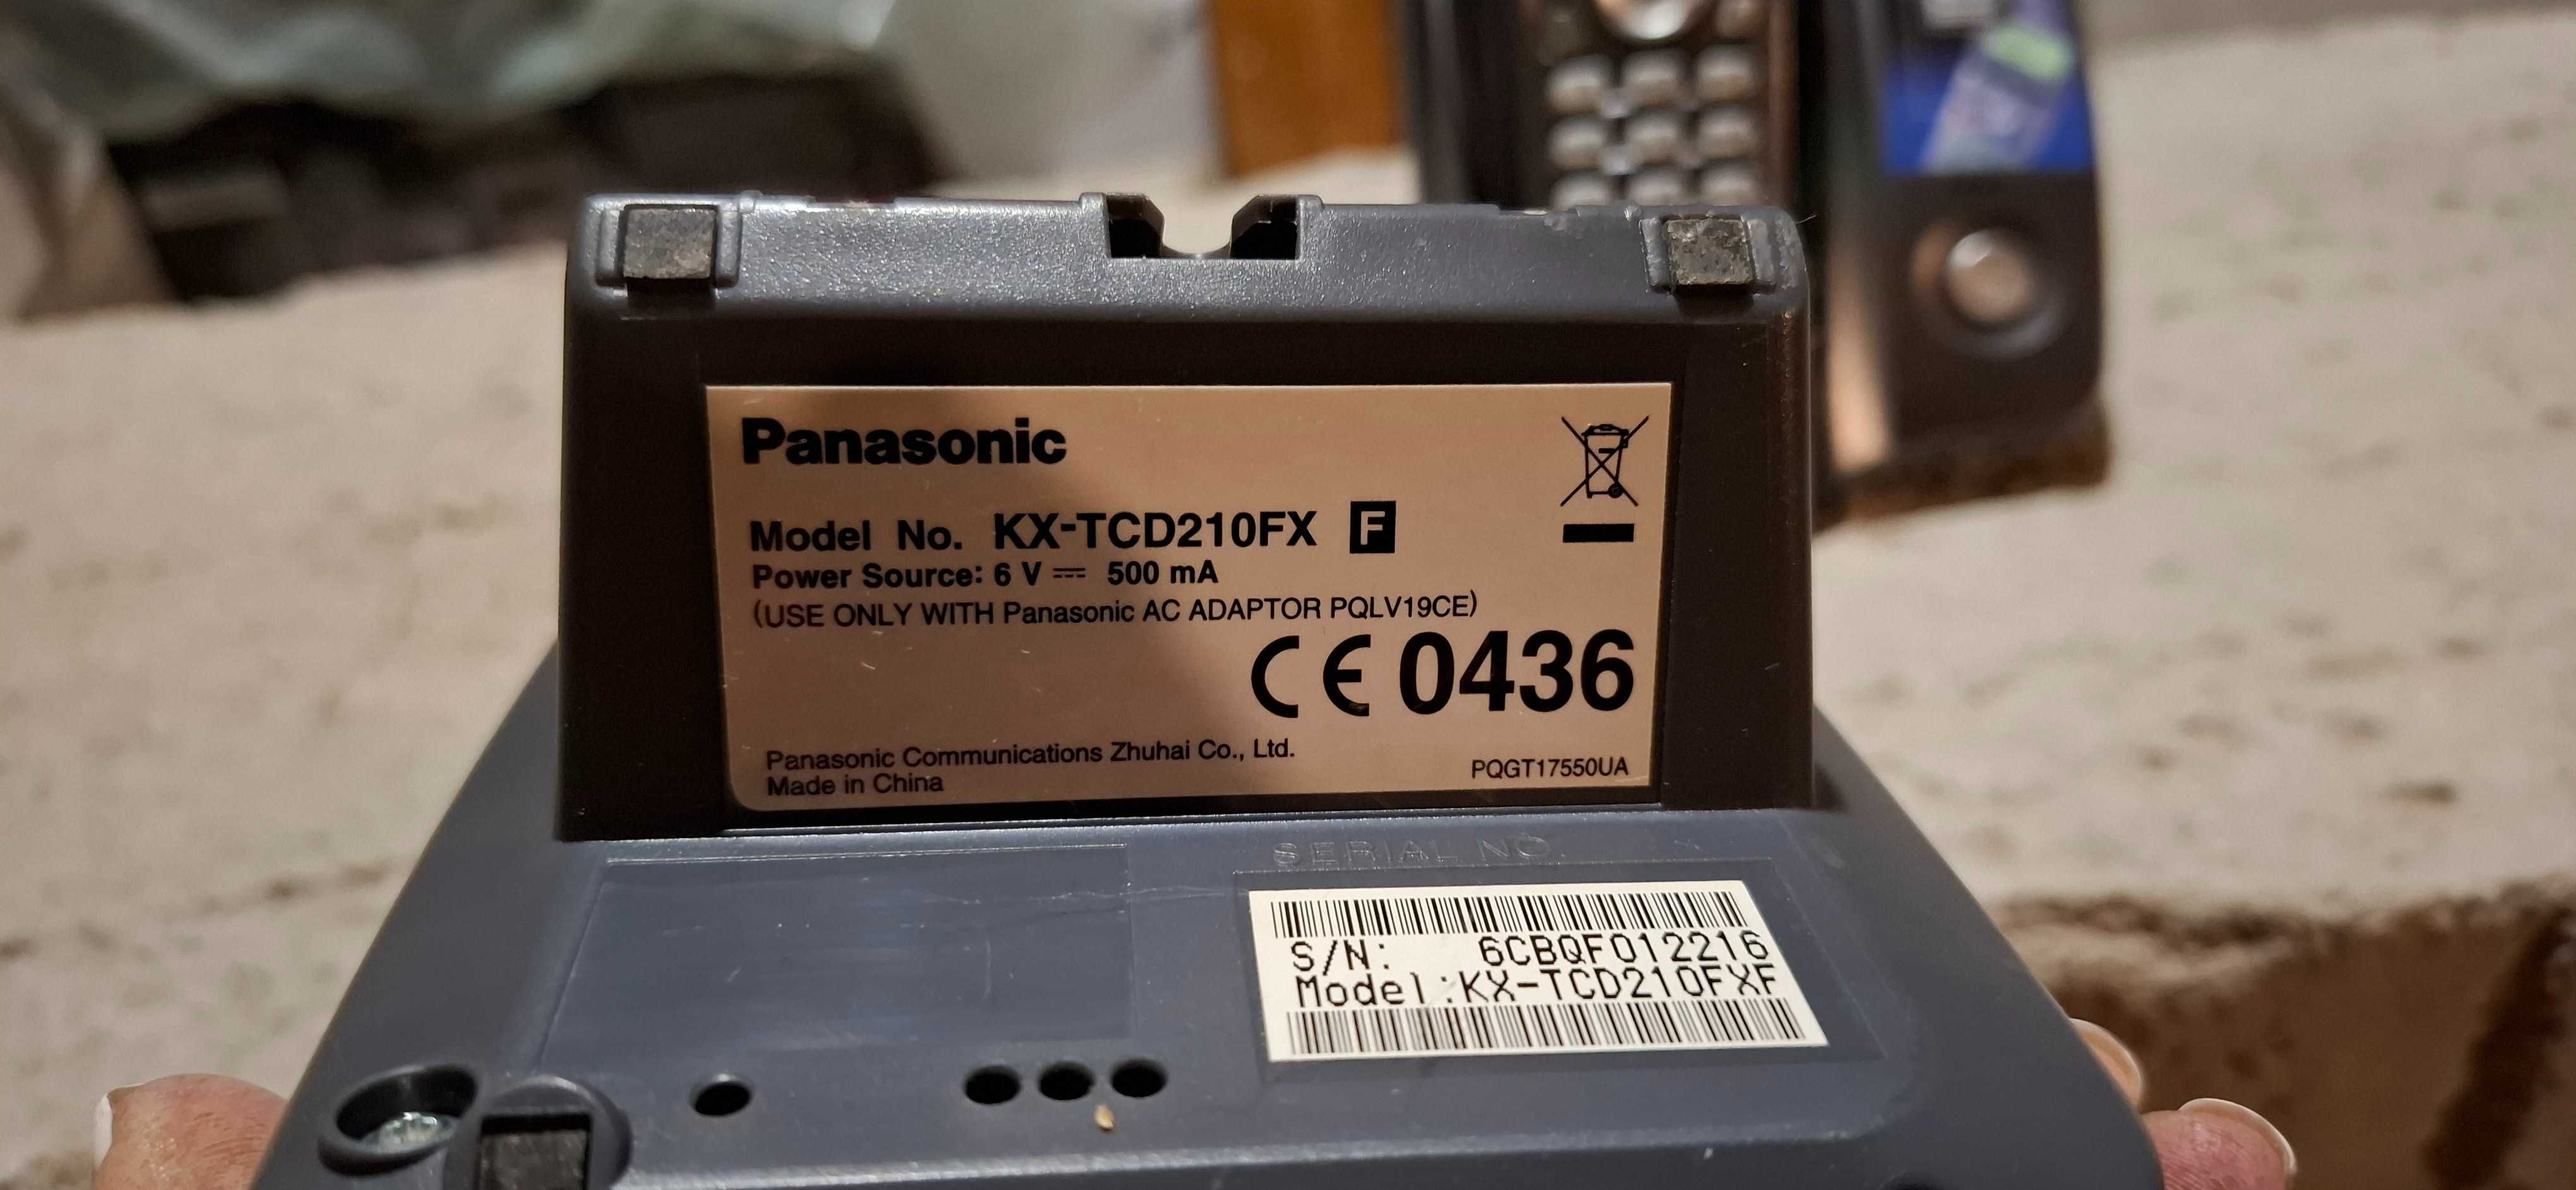 Panasonic
Model No. KX-TCD210FX F
Power Source: 6 V ⎓ 500 mA
(USE ONLY WITH Panasonic AC ADAPTOR PQLV19CE)
CE 0436
Panasonic Communications Zhuhai Co., Ltd.
Made in China
PQGT17550UA
SERIAL NO.
S/N: 6CBQF012216
Model:KX-TCD210FXF